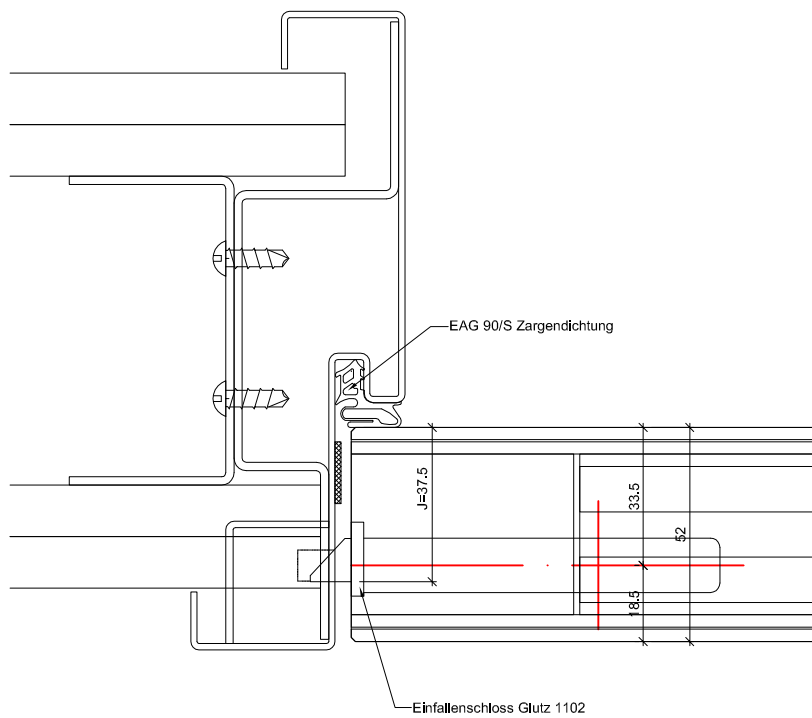 EAG 90/S Zargendichtung
J=37.5
33.5
52
18.5
Einfallenschloss Glutz 1102